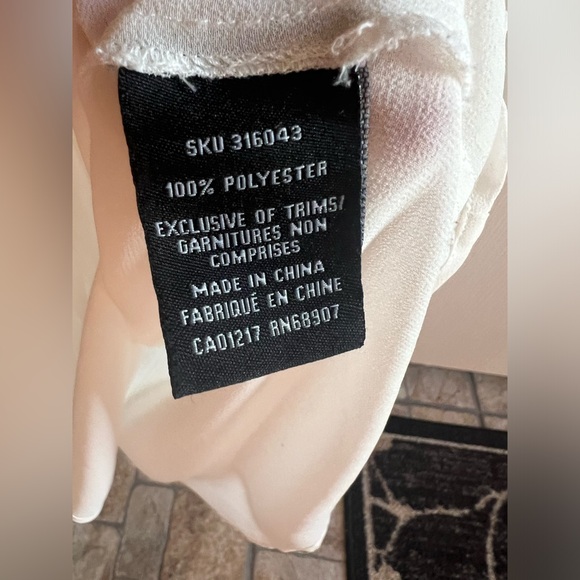 SKU 316043
100% POLYESTER
EXCLUSIVE OF TRIMS/
GARNITURES NON
COMPRISES
MADE IN CHINA
FABRIQUÉ EN CHINE
CA01217 RN68907